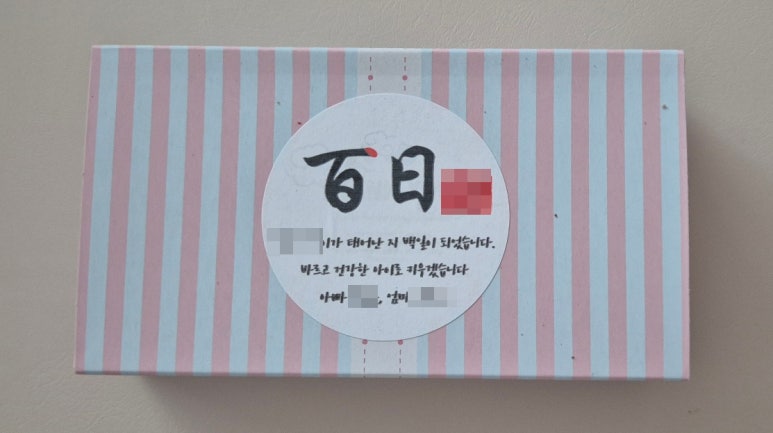 百日
이가 태어난 지 백일이 되었습니다.
바르고 건강한 아이로 키우겠습니다
아빠 , 엄마